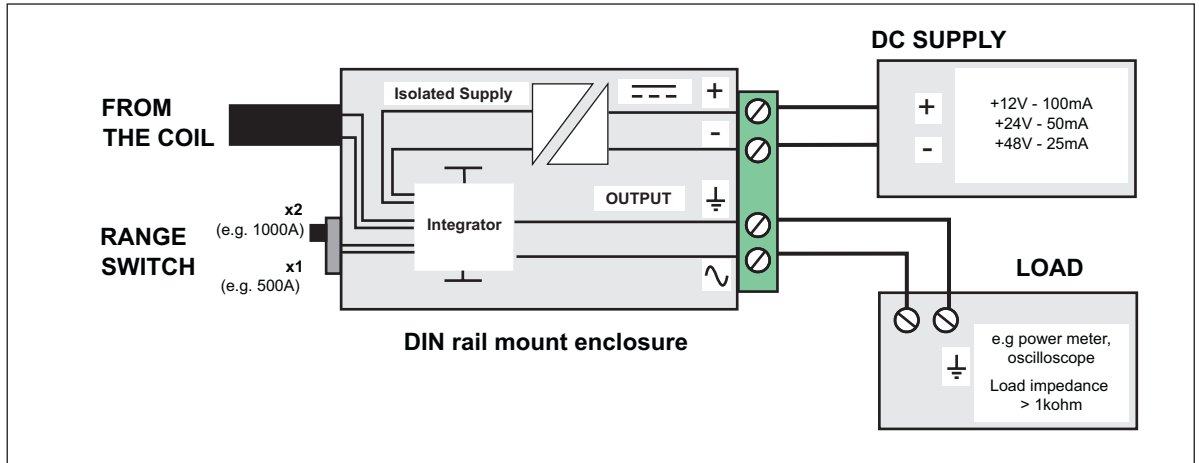 DC SUPPLY
FROM
THE COIL
Isolated Supply
+
-
+
-
+12V - 100mA
+24V - 50mA
+48V - 25mA
OUTPUT
Integrator
RANGE
SWITCH
x2
(e.g. 1000A)
x1
(e.g. 500A)
DIN rail mount enclosure
LOAD
e.g power meter,
oscilloscope
Load impedance
> 1kohm